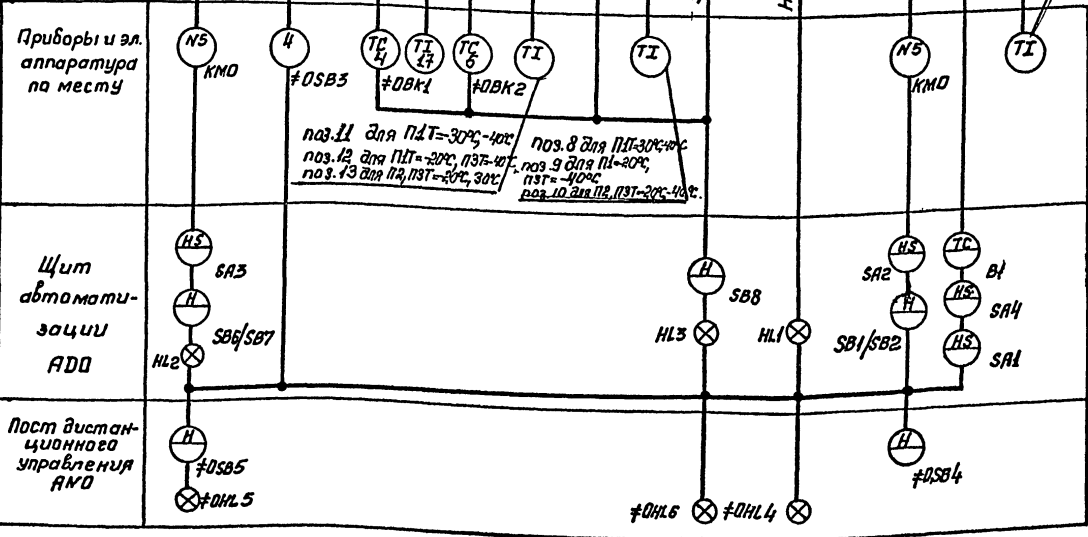 Приборы и эл.
аппаратура
по месту
N5
КМО
4
≠0SB3
TC
4
≠0BK1
TI
17
TC
6
≠0BK2
TI
TI
N5
КМО
TI
поз.11 для П1Т=-30°С,-40°С
поз.12 для П1Т=-20°С, П3Т=-40°С
поз.13 для П2, П3Т=-20°С, 30°С
поз.8 для П1Т-30°С-40°С
поз.9 для П1-20°С,
П3Т=-40°С
поз.10 для П2, П3Т-20°С-40°С.
Щит
автомати-
зации
АДО
HS
SA3
H
SB6/SB7
HL2
H
SB8
HL3
HL1
HS
SA2
H
SB1/SB2
TC
B1
HS
SA4
HS
SA1
Пост дистан-
ционного
управления
H
≠0SB5
≠0HL5
≠0HL6
≠0HL4
H
≠0SB4